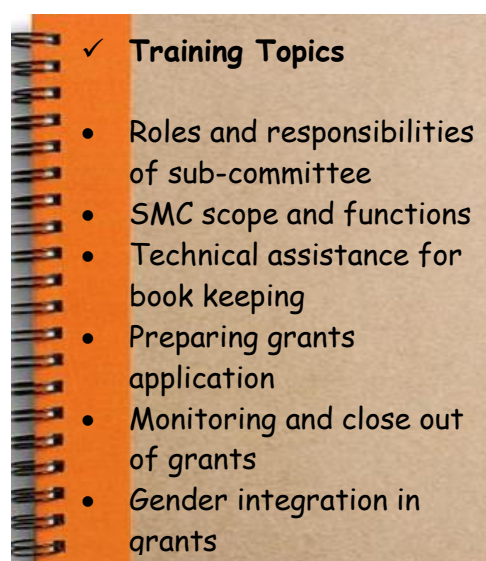 ✓ Training Topics
• Roles and responsibilities
of sub-committee
• SMC scope and functions
• Technical assistance for
book keeping
• Preparing grants
application
• Monitoring and close out
of grants
• Gender integration in
grants